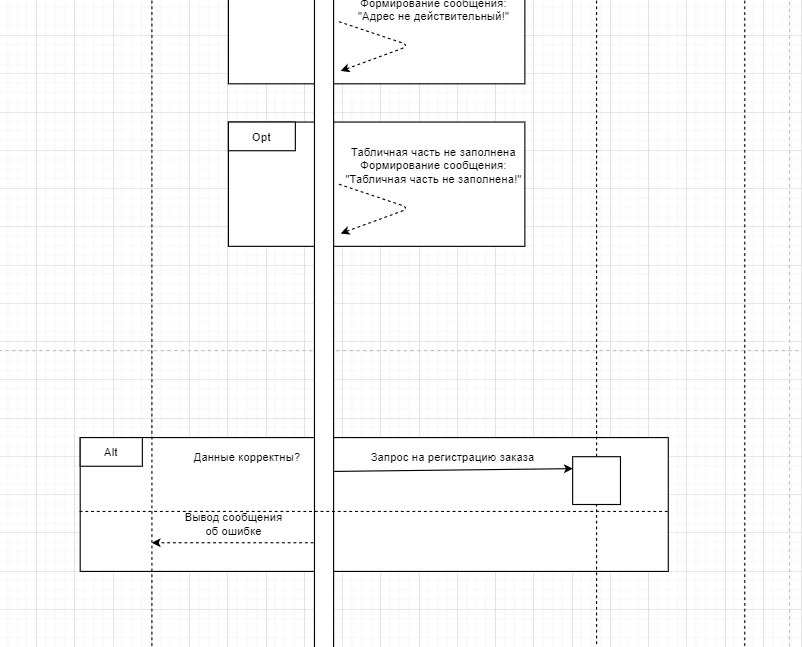 Формирование сообщения:
"Адрес не действительный!"
Opt
Табличная часть не заполнена
Формирование сообщения:
"Табличная часть не заполнена!"
Alt
Данные корректны?
Запрос на регистрацию заказа
Вывод сообщения
об ошибке